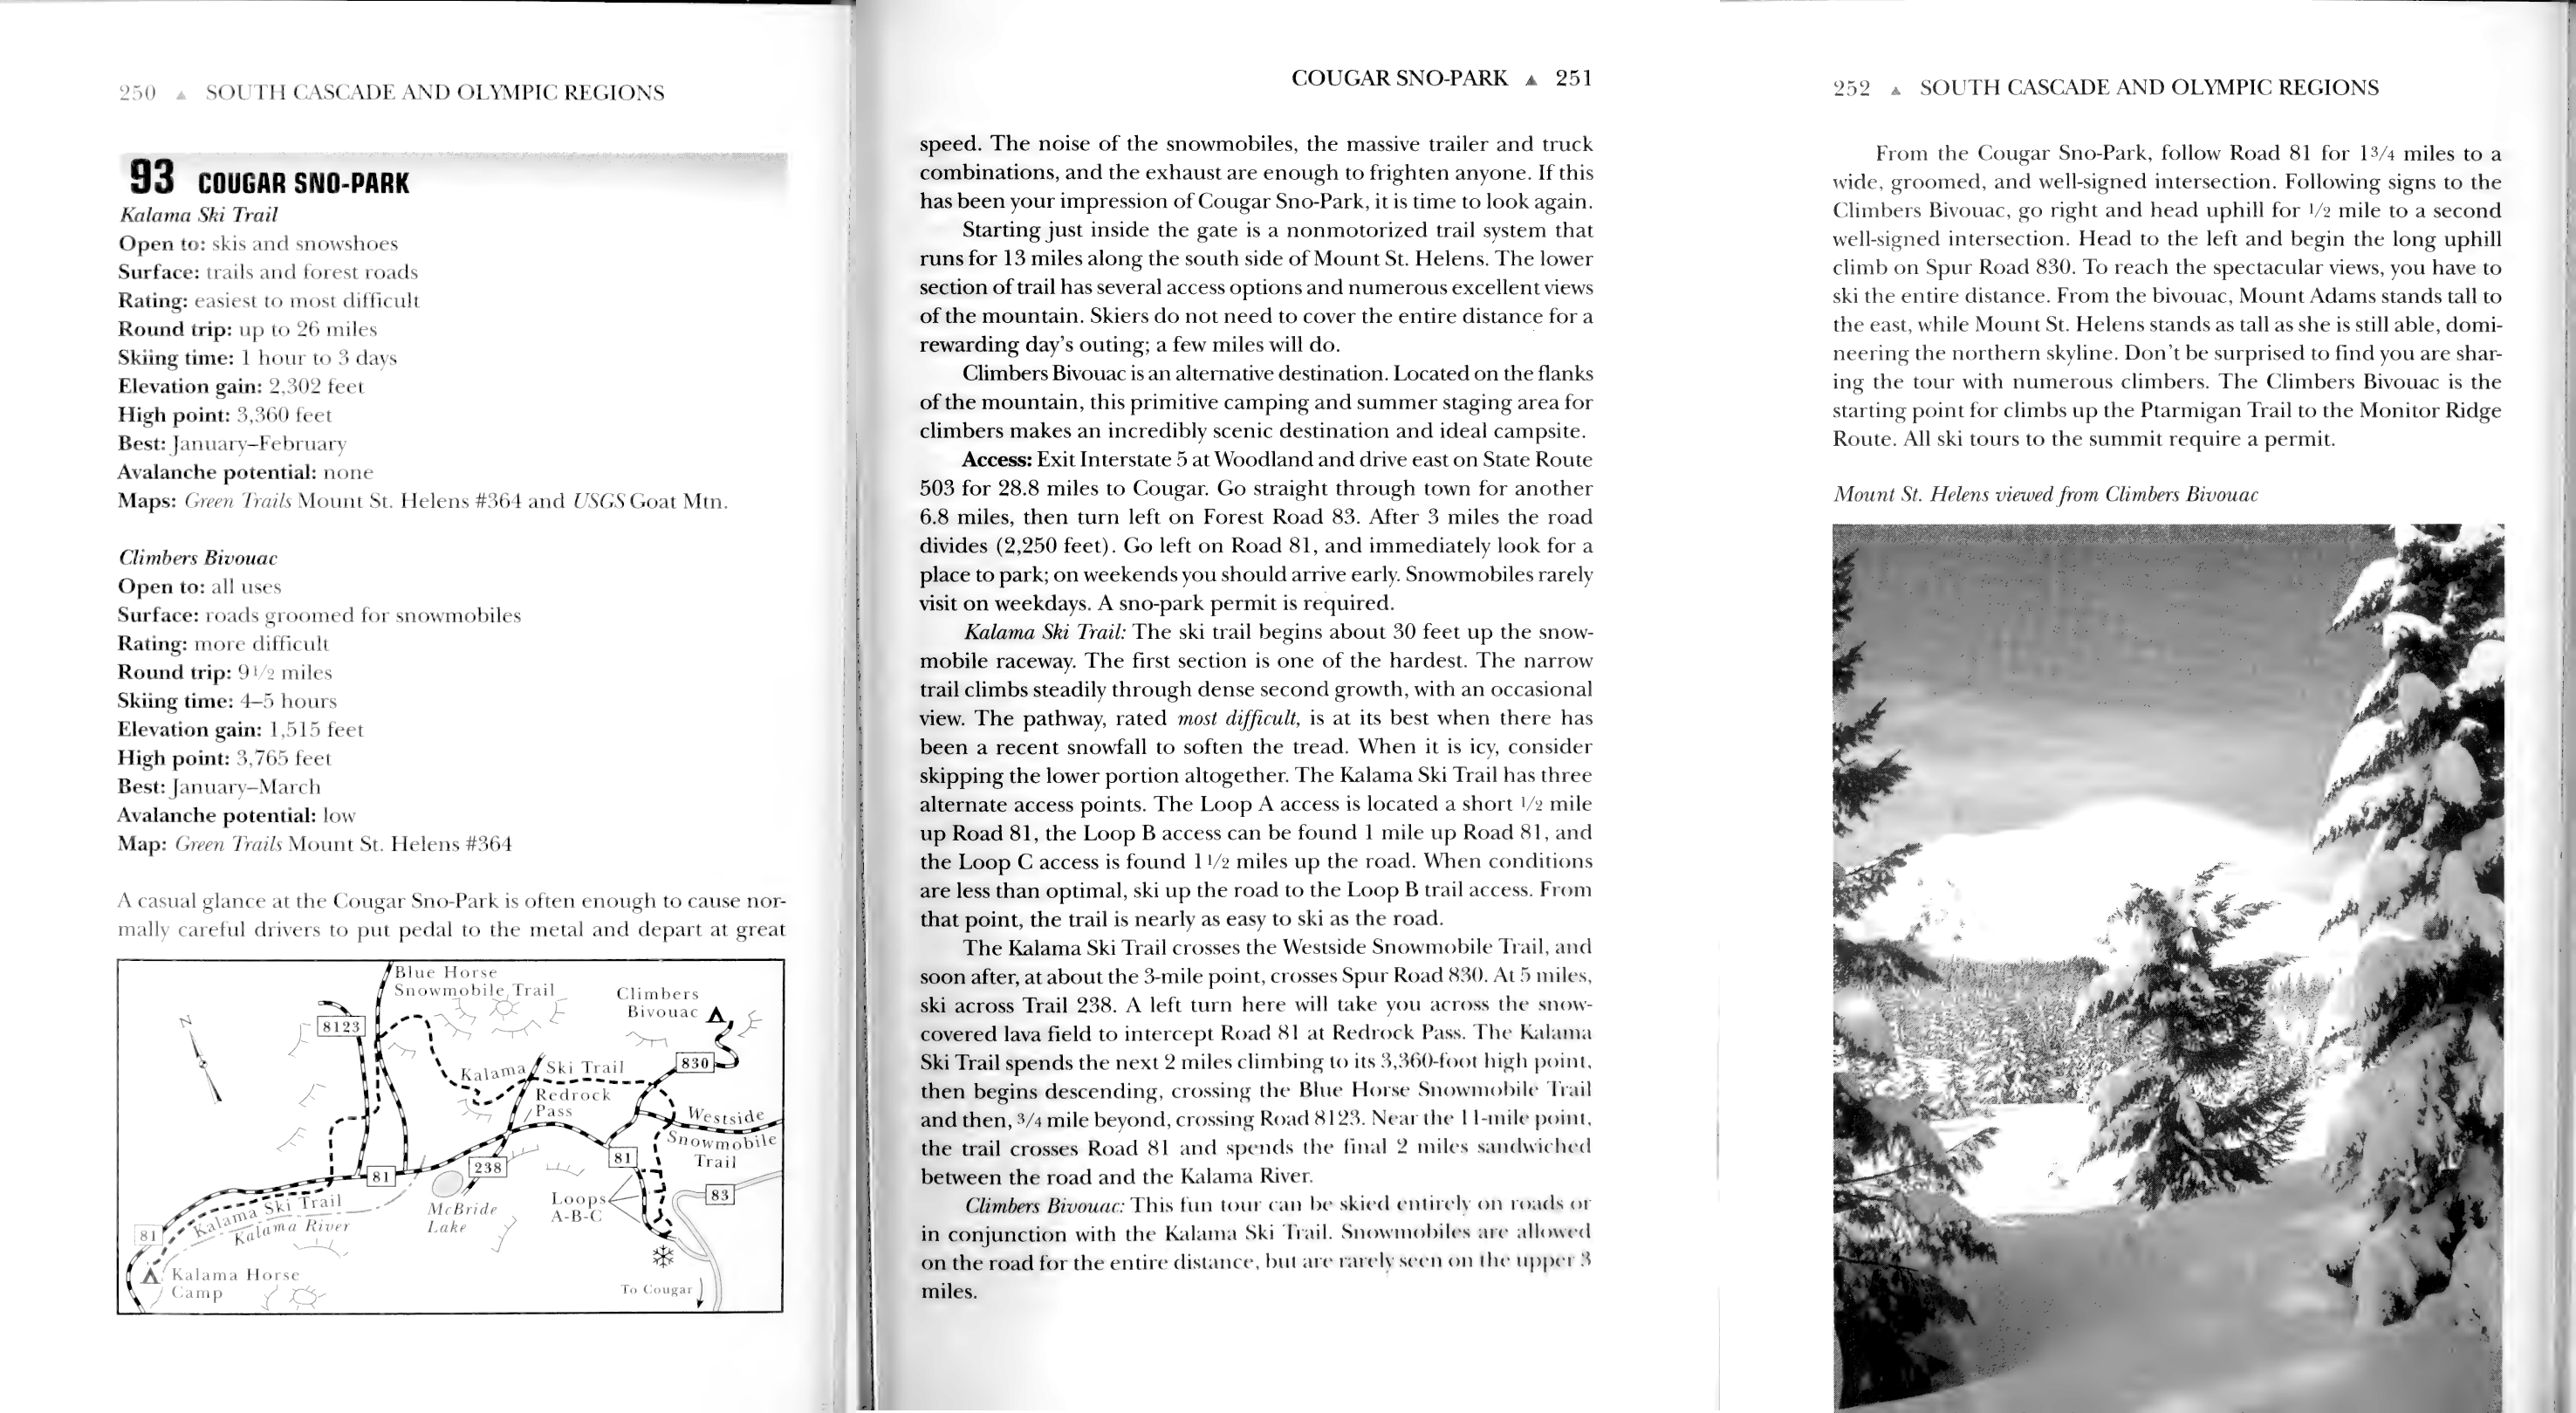 250 ▲ SOUTH CASCADE AND OLYMPIC REGIONS
93 COUGAR SNO-PARK
Kalama Ski Trail
Open to: skis and snowshoes
Surface: trails and forest roads
Rating: easiest to most difficult
Round trip: up to 26 miles
Skiing time: 1 hour to 3 days
Elevation gain: 2,302 feet
High point: 3,360 feet
Best: January–February
Avalanche potential: none
Maps: Green Trails Mount St. Helens #364 and USGS Goat Mtn.
Climbers Bivouac
Open to: all uses
Surface: roads groomed for snowmobiles
Rating: more difficult
Round trip: 9 1/2 miles
Skiing time: 4–5 hours
Elevation gain: 1,515 feet
High point: 3,765 feet
Best: January–March
Avalanche potential: low
Map: Green Trails Mount St. Helens #364
A casual glance at the Cougar Sno-Park is often enough to cause nor-
mally careful drivers to put pedal to the metal and depart at great
Blue Horse
Snowmobile Trail
Climbers
Bivouac
N
8123
830
Kalama Ski Trail
Redrock
Pass
Westside
Snowmobile
Trail
81
238
81
83
Loops
A-B-C
McBride
Lake
Kalama Ski Trail
Kalama River
81
Kalama Horse
Camp
To Cougar
COUGAR SNO-PARK ▲ 251
speed. The noise of the snowmobiles, the massive trailer and truck
combinations, and the exhaust are enough to frighten anyone. If this
has been your impression of Cougar Sno-Park, it is time to look again.
Starting just inside the gate is a nonmotorized trail system that
runs for 13 miles along the south side of Mount St. Helens. The lower
section of trail has several access options and numerous excellent views
of the mountain. Skiers do not need to cover the entire distance for a
rewarding day's outing; a few miles will do.
Climbers Bivouac is an alternative destination. Located on the flanks
of the mountain, this primitive camping and summer staging area for
climbers makes an incredibly scenic destination and ideal campsite.
Access: Exit Interstate 5 at Woodland and drive east on State Route
503 for 28.8 miles to Cougar. Go straight through town for another
6.8 miles, then turn left on Forest Road 83. After 3 miles the road
divides (2,250 feet). Go left on Road 81, and immediately look for a
place to park; on weekends you should arrive early. Snowmobiles rarely
visit on weekdays. A sno-park permit is required.
Kalama Ski Trail: The ski trail begins about 30 feet up the snow-
mobile raceway. The first section is one of the hardest. The narrow
trail climbs steadily through dense second growth, with an occasional
view. The pathway, rated most difficult, is at its best when there has
been a recent snowfall to soften the tread. When it is icy, consider
skipping the lower portion altogether. The Kalama Ski Trail has three
alternate access points. The Loop A access is located a short 1/2 mile
up Road 81, the Loop B access can be found 1 mile up Road 81, and
the Loop C access is found 1 1/2 miles up the road. When conditions
are less than optimal, ski up the road to the Loop B trail access. From
that point, the trail is nearly as easy to ski as the road.
The Kalama Ski Trail crosses the Westside Snowmobile Trail, and
soon after, at about the 3-mile point, crosses Spur Road 830. At 5 miles,
ski across Trail 238. A left turn here will take you across the snow-
covered lava field to intercept Road 81 at Redrock Pass. The Kalama
Ski Trail spends the next 2 miles climbing to its 3,360-foot high point,
then begins descending, crossing the Blue Horse Snowmobile Trail
and then, 3/4 mile beyond, crossing Road 8123. Near the 11-mile point,
the trail crosses Road 81 and spends the final 2 miles sandwiched
between the road and the Kalama River.
Climbers Bivouac: This fun tour can be skied entirely on roads or
in conjunction with the Kalama Ski Trail. Snowmobiles are allowed
on the road for the entire distance, but are rarely seen on the upper 3
miles.
252 ▲ SOUTH CASCADE AND OLYMPIC REGIONS
From the Cougar Sno-Park, follow Road 81 for 1 3/4 miles to a
wide, groomed, and well-signed intersection. Following signs to the
Climbers Bivouac, go right and head uphill for 1/2 mile to a second
well-signed intersection. Head to the left and begin the long uphill
climb on Spur Road 830. To reach the spectacular views, you have to
ski the entire distance. From the bivouac, Mount Adams stands tall to
the east, while Mount St. Helens stands as tall as she is still able, domi-
neering the northern skyline. Don't be surprised to find you are shar-
ing the tour with numerous climbers. The Climbers Bivouac is the
starting point for climbs up the Ptarmigan Trail to the Monitor Ridge
Route. All ski tours to the summit require a permit.
Mount St. Helens viewed from Climbers Bivouac